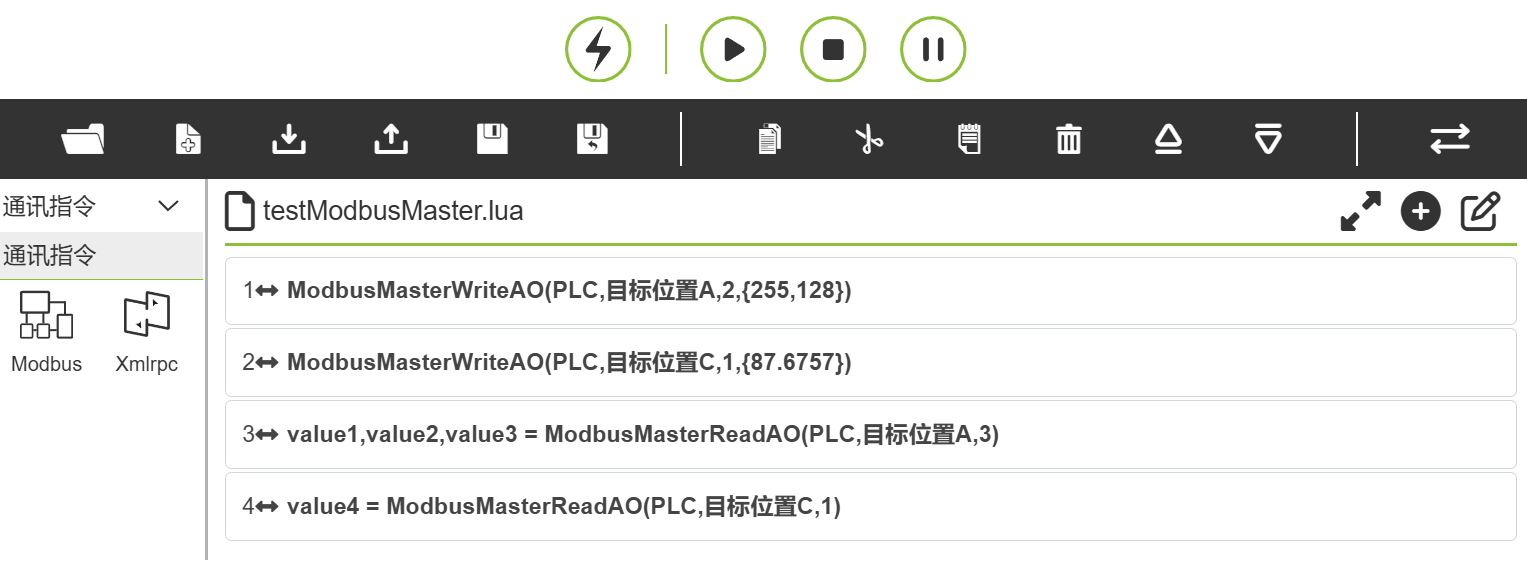 通讯指令
通讯指令
Modbus
Xmlrpc
testModbusMaster.lua
1 ModbusMasterWriteAO(PLC,目标位置A,2,{255,128})
2 ModbusMasterWriteAO(PLC,目标位置C,1,{87.6757})
3 value1,value2,value3 = ModbusMasterReadAO(PLC,目标位置A,3)
4 value4 = ModbusMasterReadAO(PLC,目标位置C,1)